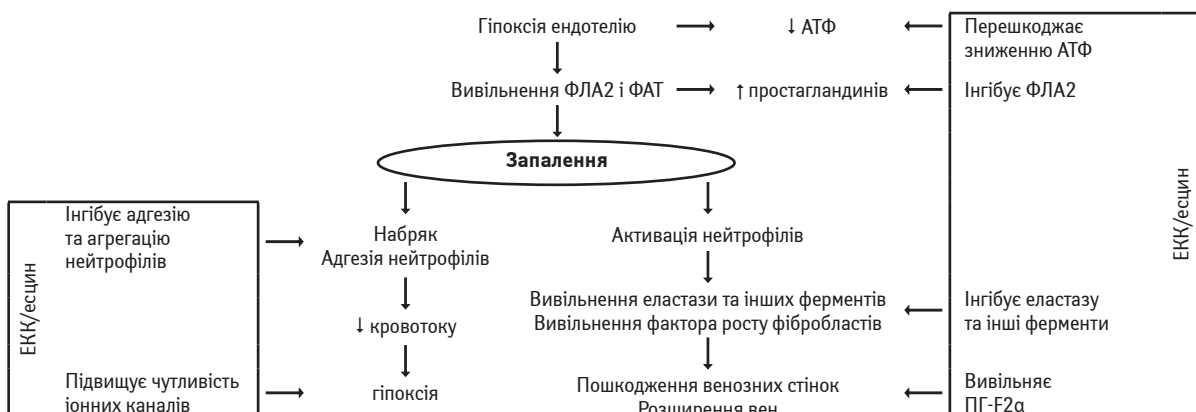 Гіпоксія ендотелію
↓ АТФ
Перешкоджає
зниженню АТФ
Вивільнення ФЛА2 і ФАТ
↑ простагландинів
Інгібує ФЛА2
Запалення
ЕКК/есцин
Інгібує адгезію
та агрегацію
нейтрофілів
Набряк
Адгезія нейтрофілів
Активація нейтрофілів
ЕКК/есцин
Вивільнення еластази та інших ферментів
Вивільнення фактора росту фібробластів
Інгібує еластазу
та інші ферменти
↓ кровотоку
Підвищує чутливість
іонних каналів
гіпоксія
Пошкодження венозних стінок
Розширення вен
Вивільняє
ПГ-F2α